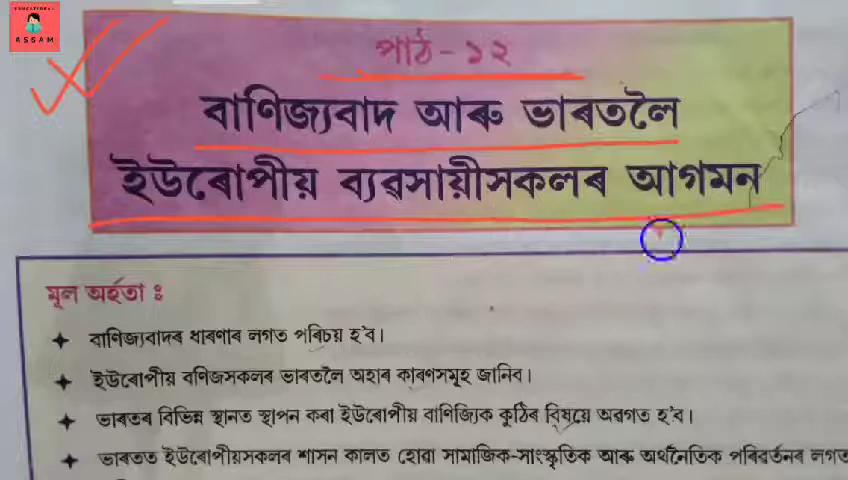 EDUCATIONAL
ASSAM
পাঠ - ১২
বাণিজ্যবাদ আৰু ভাৰতলৈ
ইউৰোপীয় ব্যৱসায়ীসকলৰ আগমন
মূল অৰ্হতা ঃ
✦ বাণিজ্যবাদৰ ধাৰণাৰ লগত পৰিচয় হ'ব।
✦ ইউৰোপীয় বণিজসকলৰ ভাৰতলৈ অহাৰ কাৰণসমূহ জানিব।
✦ ভাৰতৰ বিভিন্ন স্থানত স্থাপন কৰা ইউৰোপীয় বাণিজ্যিক কুঠিৰ বিষয়ে অৱগত হ'ব।
✦ ভাৰতত ইউৰোপীয়সকলৰ শাসন কালত হোৱা সামাজিক-সাংস্কৃতিক আৰু অৰ্থনৈতিক পৰিৱৰ্তনৰ লগত